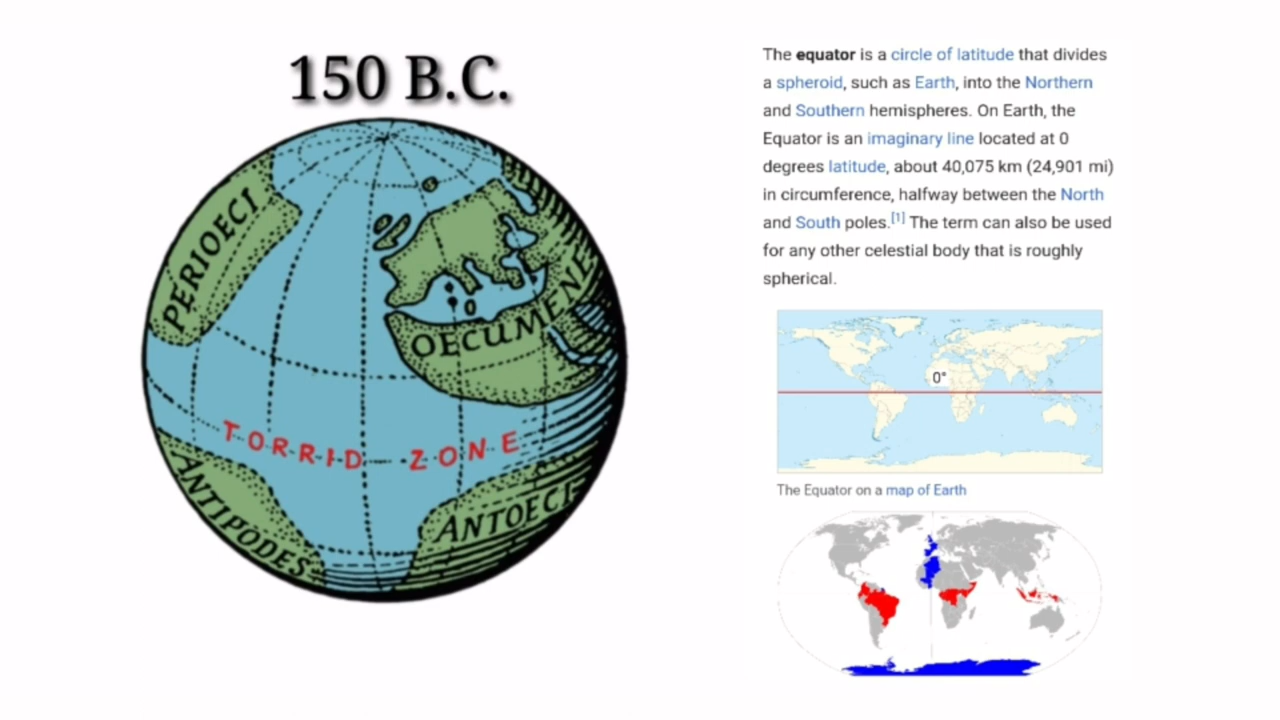 150 B.C.
PERIOECI
OECUMENE
TORRID ZONE
ANTIPODES
ANTOECI
The equator is a circle of latitude that divides
a spheroid, such as Earth, into the Northern
and Southern hemispheres. On Earth, the
Equator is an imaginary line located at 0
degrees latitude, about 40,075 km (24,901 mi)
in circumference, halfway between the North
and South poles.[1] The term can also be used
for any other celestial body that is roughly
spherical.
0°
The Equator on a map of Earth